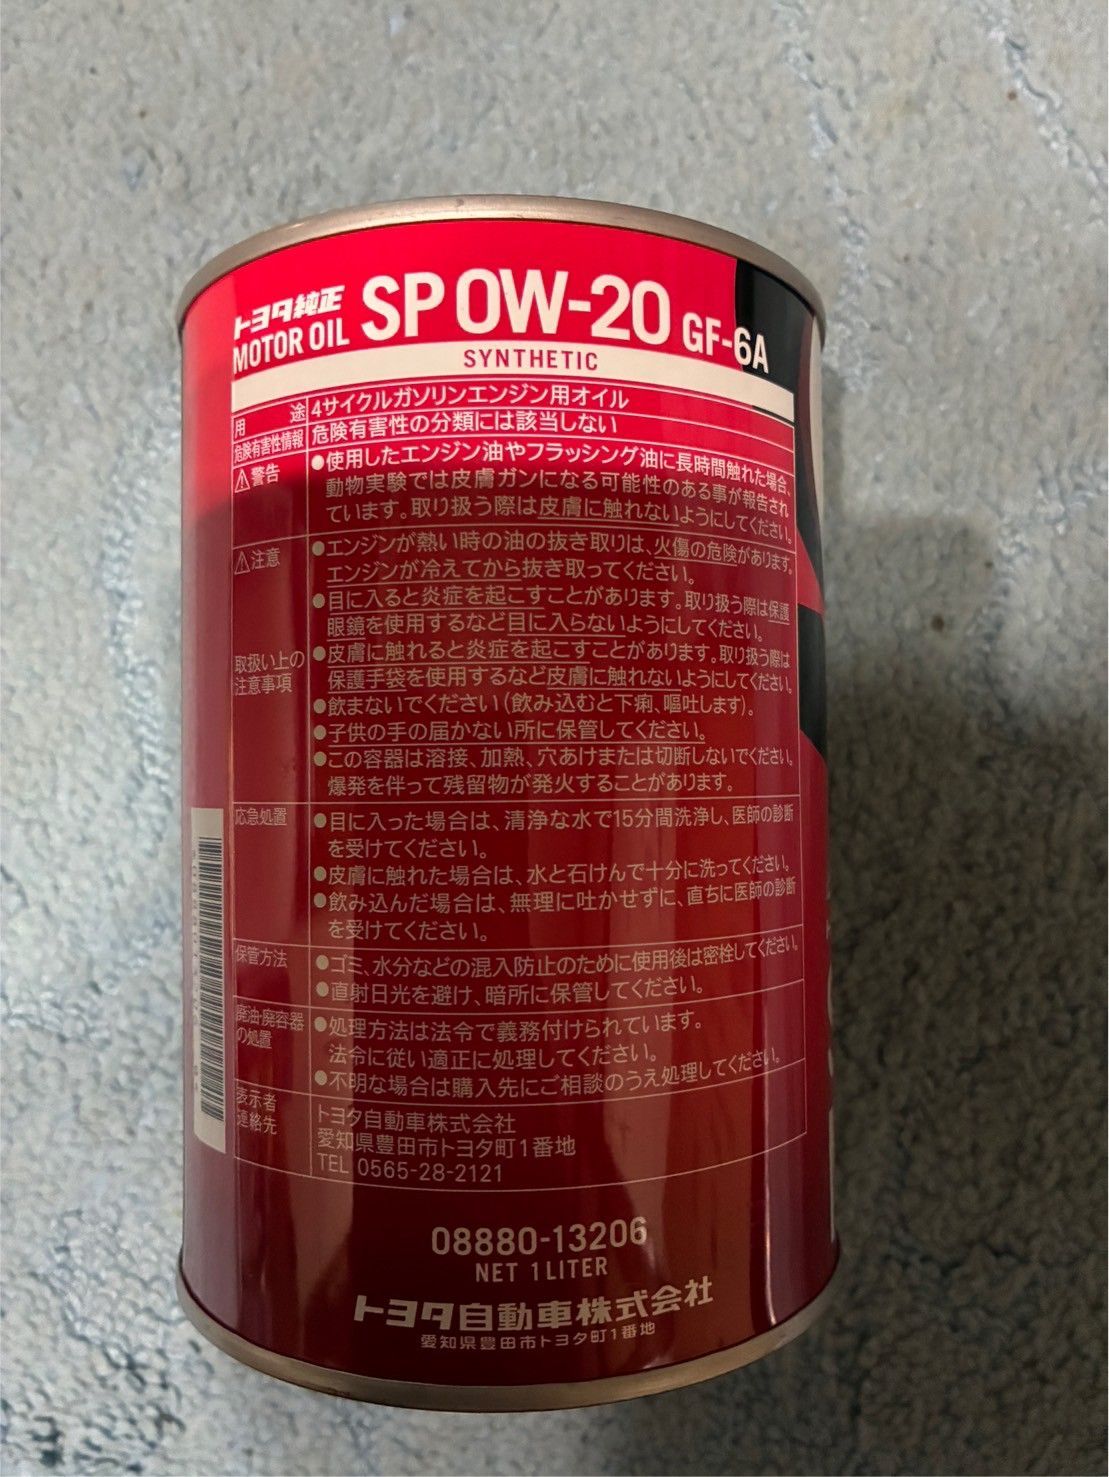 トヨタ純正
MOTOR OIL SP 0W-20 GF-6A
SYNTHETIC
用途 4サイクルガソリンエンジン用オイル
危険有害性情報 危険有害性の分類には該当しない
⚠警告 ●使用したエンジン油やフラッシング油に長時間触れた場合、
動物実験では皮膚ガンになる可能性のある事が報告され
ています。取り扱う際は皮膚に触れないようにしてください。
⚠注意 ●エンジンが熱い時の油の抜き取りは、火傷の危険があります。
エンジンが冷えてから抜き取ってください。
●目に入ると炎症を起こすことがあります。取り扱う際は保護
眼鏡を使用するなど目に入らないようにしてください。
取扱い上の ●皮膚に触れると炎症を起こすことがあります。取り扱う際は
注意事項 保護手袋を使用するなど皮膚に触れないようにしてください。
●飲まないでください(飲み込むと下痢、嘔吐します)。
●子供の手の届かない所に保管してください。
●この容器は溶接、加熱、穴あけまたは切断しないでください。
爆発を伴って残留物が発火することがあります。
応急処置 ●目に入った場合は、清浄な水で15分間洗浄し、医師の診断
を受けてください。
●皮膚に触れた場合は、水と石けんで十分に洗ってください。
●飲み込んだ場合は、無理に吐かせずに、直ちに医師の診断
を受けてください。
保管方法 ●ゴミ、水分などの混入防止のために使用後は密栓してください。
●直射日光を避け、暗所に保管してください。
廃油・廃容器 ●処理方法は法令で義務付けられています。
の処置 法令に従い適正に処理してください。
●不明な場合は購入先にご相談のうえ処理してください。
表示者 トヨタ自動車株式会社
連絡先 愛知県豊田市トヨタ町1番地
TEL 0565-28-2121
08880-13206
NET 1 LITER
トヨタ自動車株式会社
愛知県豊田市トヨタ町1番地